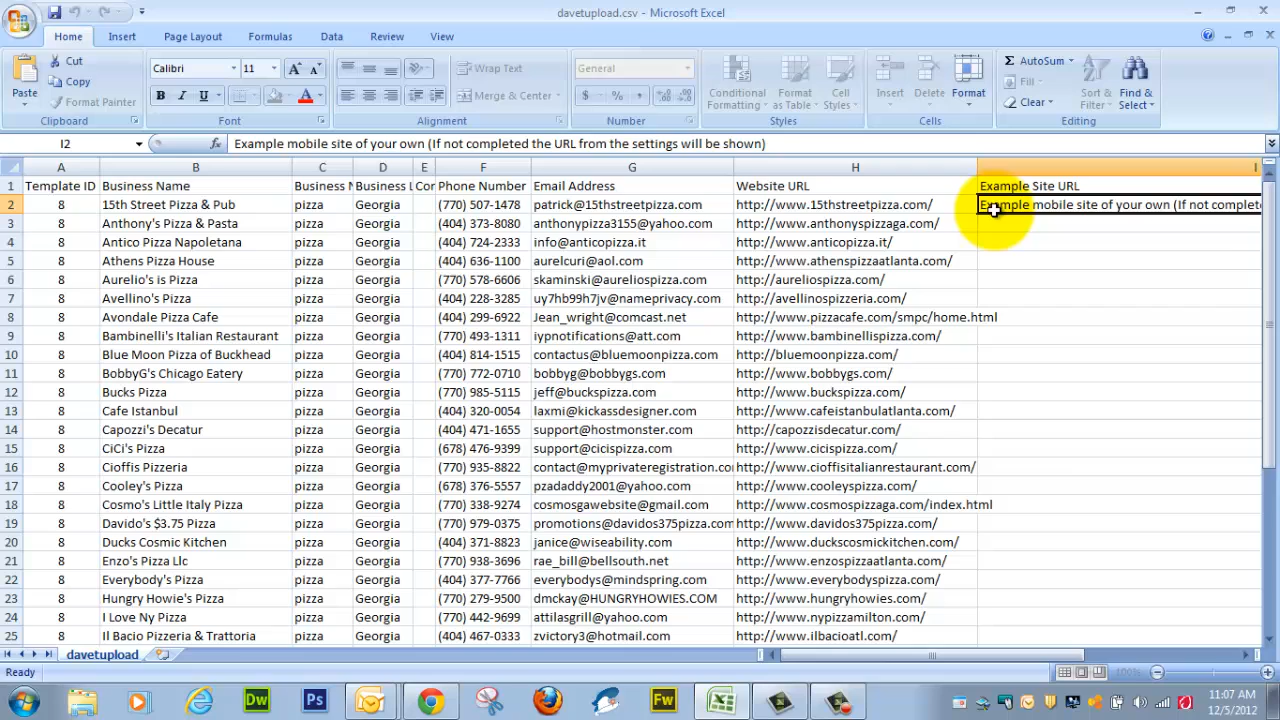 davetupload.csv - Microsoft Excel
Home Insert Page Layout Formulas Data Review View
Paste Cut Copy Format Painter Clipboard
Calibri 11 A A B I U A Font
Wrap Text Merge & Center Alignment
General $ % , Number
Conditional Formatting Format as Table Cell Styles Styles
Insert Delete Format Cells
Σ AutoSum Fill Clear Sort & Filter Find & Select Editing
I2 fx Example mobile site of your own (If not completed the URL from the settings will be shown)
A B C D E F G H I
1 Template ID Business Name Business N Business L Cor Phone Number Email Address Website URL Example Site URL
2 8 15th Street Pizza & Pub pizza Georgia (770) 507-1478 patrick@15thstreetpizza.com http://www.15thstreetpizza.com/ Example mobile site of your own (If not complete
3 8 Anthony's Pizza & Pasta pizza Georgia (404) 373-8080 anthonypizza3155@yahoo.com http://www.anthonyspizzaga.com/
4 8 Antico Pizza Napoletana pizza Georgia (404) 724-2333 info@anticopizza.it http://www.anticopizza.it/
5 8 Athens Pizza House pizza Georgia (404) 636-1100 aurelcuri@aol.com http://www.athenspizzaatlanta.com/
6 8 Aurelio's is Pizza pizza Georgia (770) 578-6606 skaminski@aureliospizza.com http://aureliospizza.com/
7 8 Avellino's Pizza pizza Georgia (404) 228-3285 uy7hb99h7jv@nameprivacy.com http://avellinospizzeria.com/
8 8 Avondale Pizza Cafe pizza Georgia (404) 299-6922 Jean_wright@comcast.net http://www.pizzacafe.com/smpc/home.html
9 8 Bambinelli's Italian Restaurant pizza Georgia (770) 493-1311 iypnotifications@att.com http://www.bambinellispizza.com/
10 8 Blue Moon Pizza of Buckhead pizza Georgia (404) 814-1515 contactus@bluemoonpizza.com http://bluemoonpizza.com/
11 8 BobbyG's Chicago Eatery pizza Georgia (770) 772-0710 bobbyg@bobbygs.com http://www.bobbygs.com/
12 8 Bucks Pizza pizza Georgia (770) 985-5115 jeff@buckspizza.com http://www.buckspizza.com/
13 8 Cafe Istanbul pizza Georgia (404) 320-0054 laxmi@kickassdesigner.com http://www.cafeistanbulatlanta.com/
14 8 Capozzi's Decatur pizza Georgia (404) 471-1655 support@hostmonster.com http://capozzisdecatur.com/
15 8 CiCi's Pizza pizza Georgia (678) 476-9399 support@cicispizza.com http://www.cicispizza.com/
16 8 Cioffis Pizzeria pizza Georgia (770) 935-8822 contact@myprivateregistration.co http://www.cioffisitalianrestaurant.com/
17 8 Cooley's Pizza pizza Georgia (678) 376-5557 pzadaddy2001@yahoo.com http://www.cooleyspizza.com/
18 8 Cosmo's Little Italy Pizza pizza Georgia (770) 338-9274 cosmosgawebsite@gmail.com http://www.cosmospizzaga.com/index.html
19 8 Davido's $3.75 Pizza pizza Georgia (770) 979-0375 promotions@davidos375pizza.com http://www.davidos375pizza.com/
20 8 Ducks Cosmic Kitchen pizza Georgia (404) 371-8823 janice@wiseability.com http://www.duckscosmickitchen.com/
21 8 Enzo's Pizza Llc pizza Georgia (770) 938-3696 rae_bill@bellsouth.net http://www.enzospizzaatlanta.com/
22 8 Everybody's Pizza pizza Georgia (404) 377-7766 everybodys@mindspring.com http://www.everybodyspizza.com/
23 8 Hungry Howie's Pizza pizza Georgia (770) 279-9500 dmckay@HUNGRYHOWIES.COM http://www.hungryhowies.com/
24 8 I Love Ny Pizza pizza Georgia (770) 442-9699 attilasgrill@yahoo.com http://www.nypizzamilton.com/
25 8 Il Bacio Pizzeria & Trattoria pizza Georgia (404) 467-0333 zvictory3@hotmail.com http://www.ilbacioatl.com/
davetupload
Ready 100%
Dw Ps Fw
11:07 AM
12/5/2012